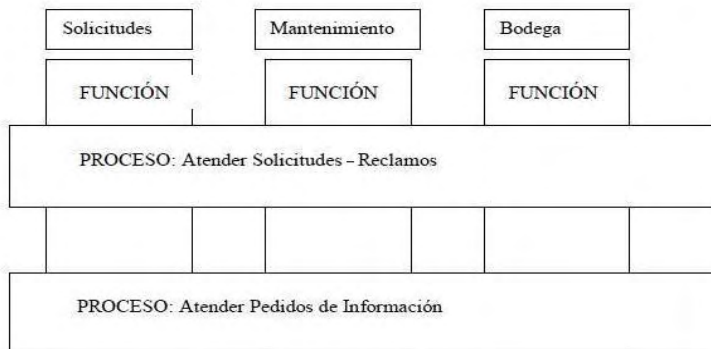 Solicitudes Mantenimiento Bodega
FUNCIÓN FUNCIÓN FUNCIÓN
PROCESO: Atender Solicitudes – Reclamos
PROCESO: Atender Pedidos de Información